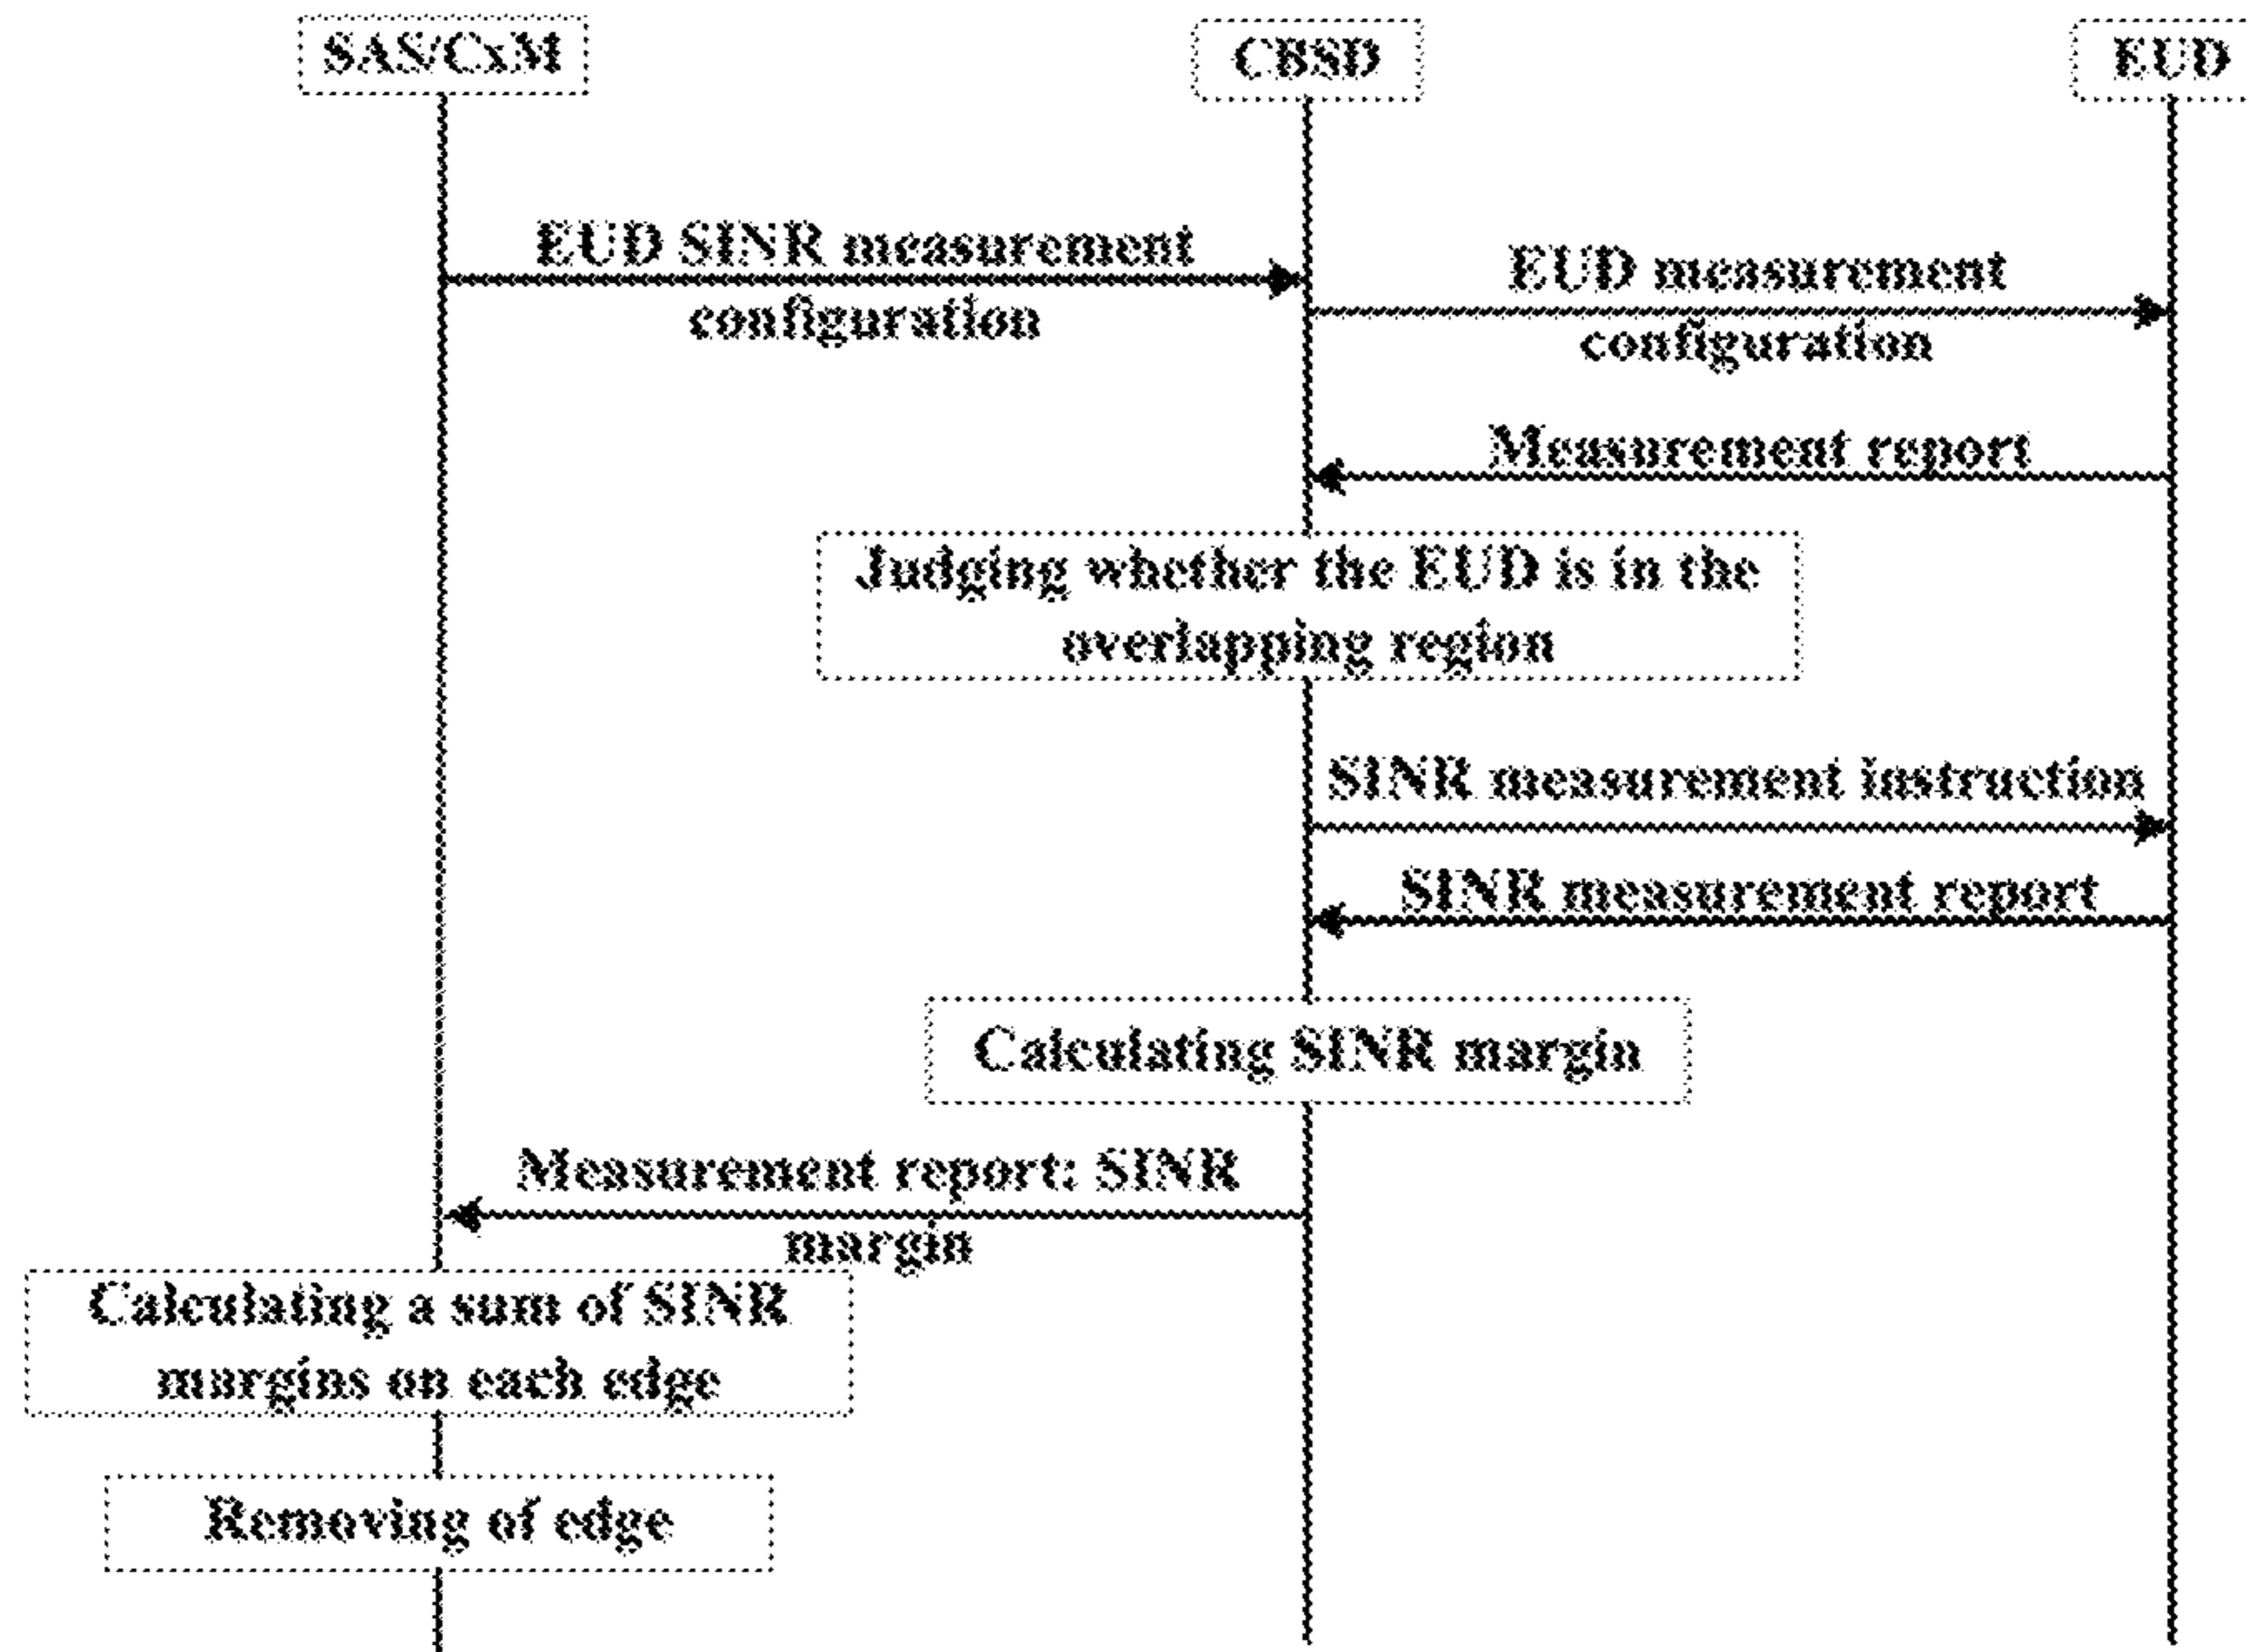 SAS/CxM
CBSD
EUD
EUD SINR measurement
configuration
EUD measurement
configuration
Measurement report
Judging whether the EUD is in the
overlapping region
SINR measurement instruction
SINR measurement report
Calculating SINR margin
Measurement report: SINR
margin
Calculating a sum of SINR
margins on each edge
Removing of edge